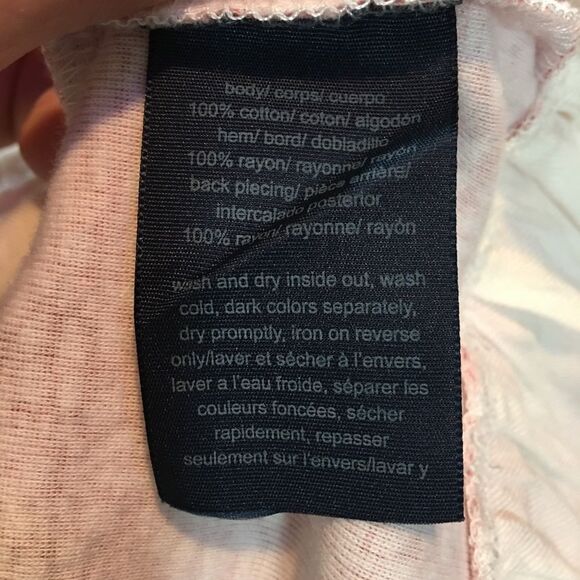 body/ corps/ cuerpo
100% cotton/ coton/ algodón
hem/ bord/ dobladillo
100% rayon/ rayonne/ rayón
back piecing/ pièce arrière/
intercalado posterior
100% rayon/ rayonne/ rayón
wash and dry inside out, wash
cold, dark colors separately,
dry promptly, iron on reverse
only/laver et sécher à l'envers,
laver a l'eau froide, séparer les
couleurs foncées, sécher
rapidement, repasser
seulement sur l'envers/lavar y